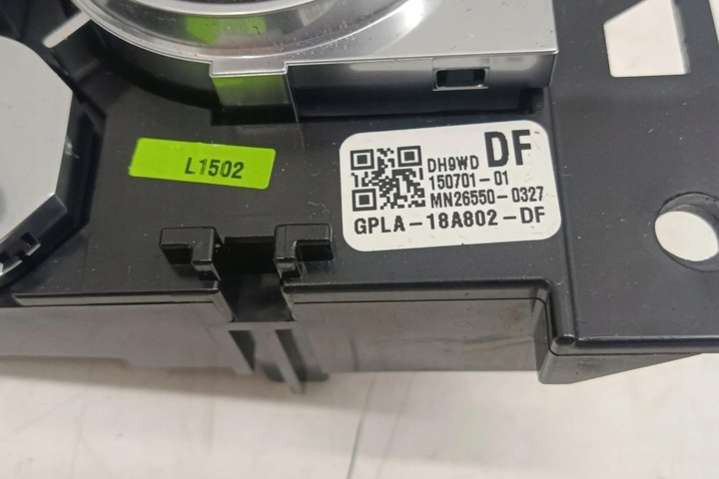 L1502
DH9WD DF
150701-01
MN26550-0327
GPLA-18A802-DF